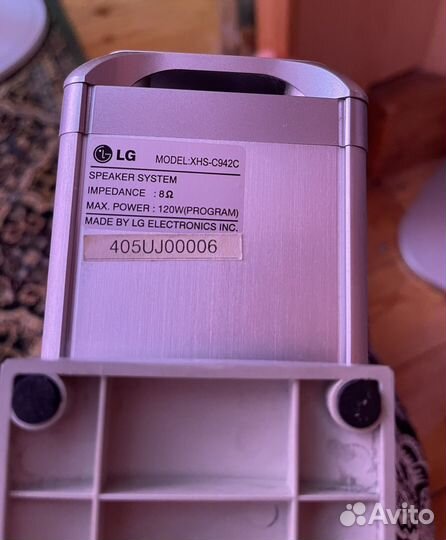 LG MODEL:XHS-C942C
SPEAKER SYSTEM
IMPEDANCE : 8Ω
MAX. POWER : 120W(PROGRAM)
MADE BY LG ELECTRONICS INC.
405UJ00006
Avito